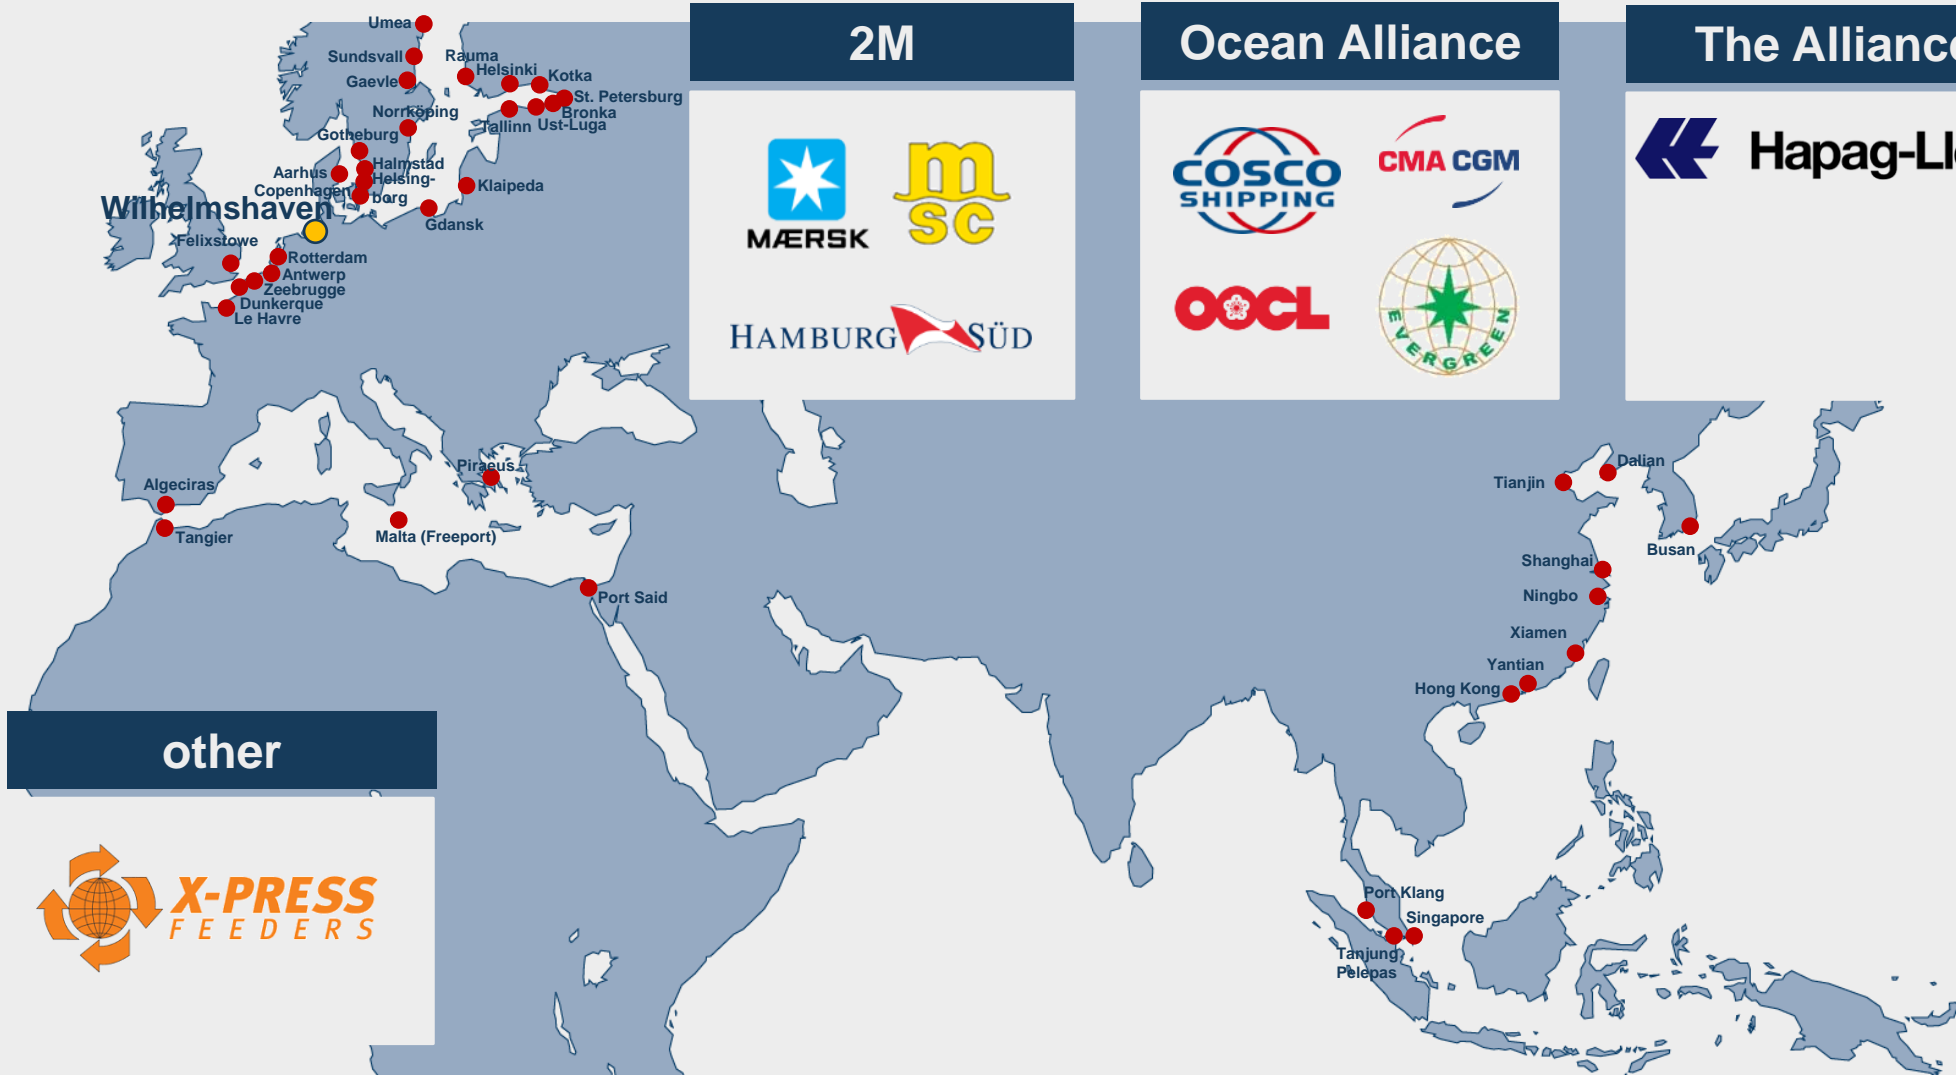 Umea
Sundsvall
Rauma
Gaevle
Helsinki
Kotka
St. Petersburg
Norrköping
Bronka
Tallinn
Ust-Luga
Gotheburg
Halmstad
Aarhus
Helsing-
borg
Copenhagen
Klaipeda
Wilhelmshaven
Gdansk
Felixstowe
Rotterdam
Antwerp
Zeebrugge
Dunkerque
Le Havre
2M
MÆRSK
msc
HAMBURG SÜD
Ocean Alliance
COSCO
SHIPPING
CMA CGM
OOCL
EVERGREEN
The Alliance
Hapag-Ll
Piraeus
Algeciras
Tangier
Malta (Freeport)
Port Said
Tianjin
Dalian
Busan
Shanghai
Ningbo
Xiamen
Yantian
Hong Kong
Port Klang
Singapore
Tanjung
Pelepas
other
X-PRESS
FEEDERS